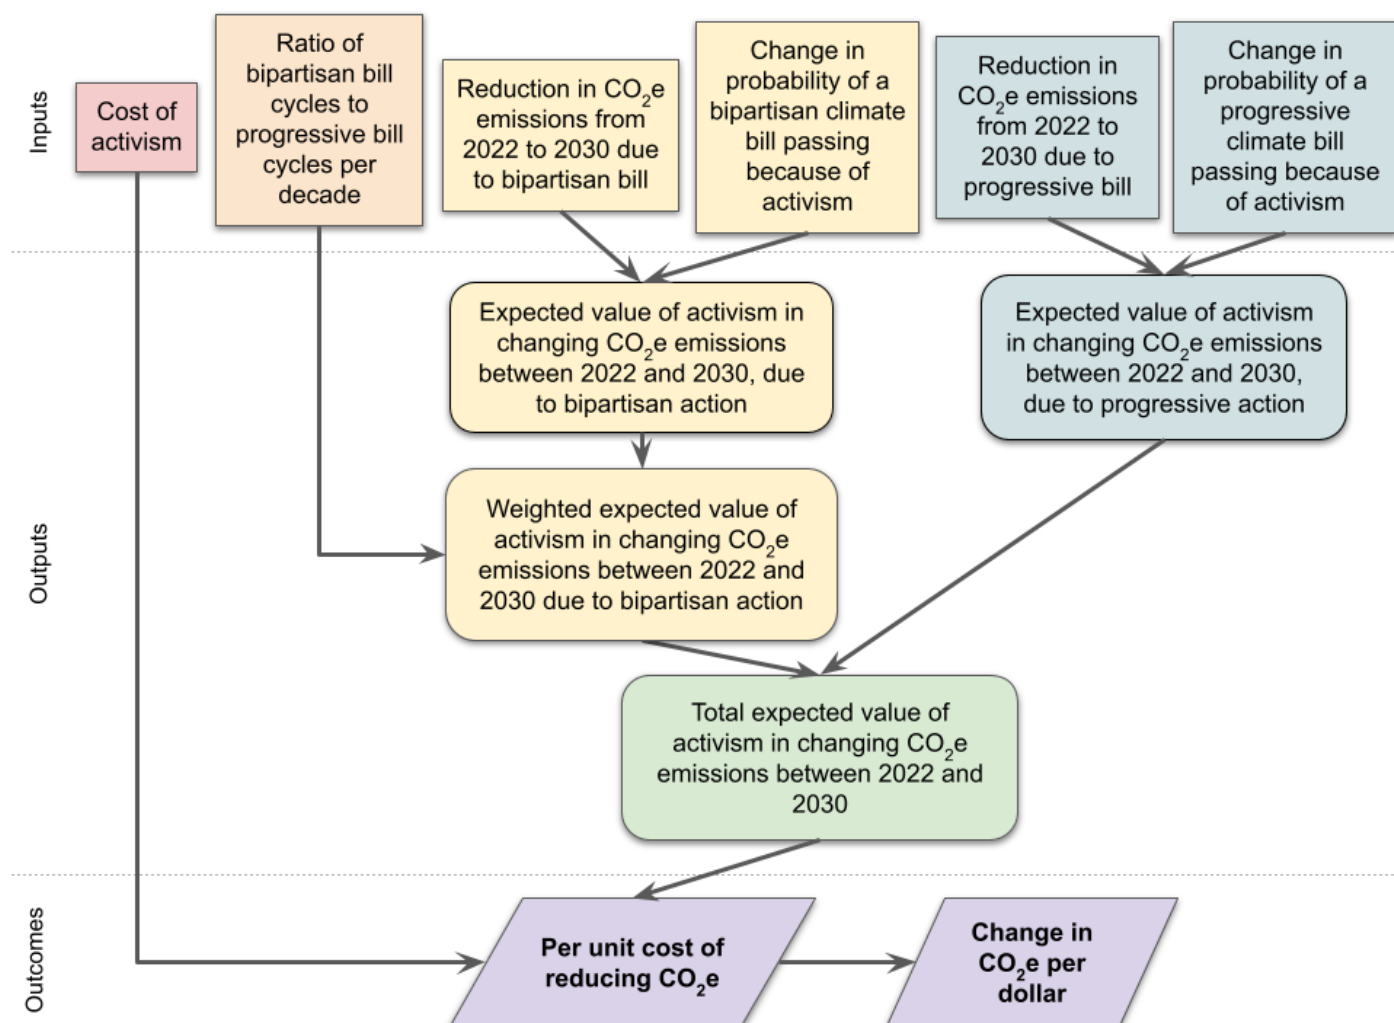 Inputs
Cost of
activism
Ratio of
bipartisan bill
cycles to
progressive bill
cycles per
decade
Reduction in CO₂e
emissions from
2022 to 2030 due
to bipartisan bill
Change in
probability of a
bipartisan climate
bill passing
because of
activism
Reduction in
CO₂e emissions
from 2022 to
2030 due to
progressive bill
Change in
probability of a
progressive
climate bill
passing because
of activism
Outputs
Expected value of activism in
changing CO₂e emissions
between 2022 and 2030, due
to bipartisan action
Expected value of activism
in changing CO₂e emissions
between 2022 and 2030,
due to progressive action
Weighted expected value of
activism in changing CO₂e
emissions between 2022 and
2030 due to bipartisan action
Total expected value of
activism in changing CO₂e
emissions between 2022 and
2030
Outcomes
Per unit cost of
reducing CO₂e
Change in
CO₂e per
dollar